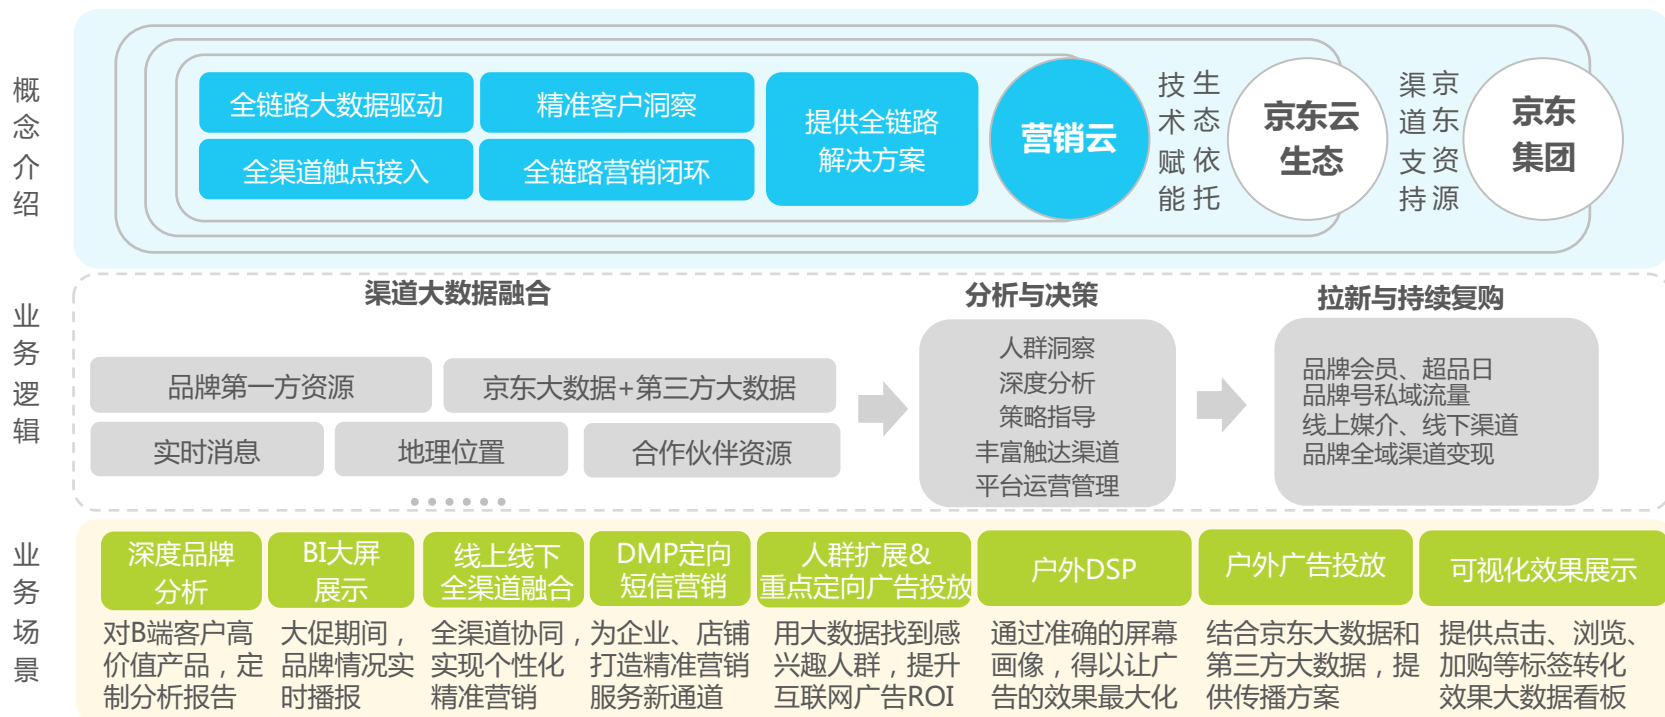 概念介绍
全链路大数据驱动
精准客户洞察
全渠道触点接入
全链路营销闭环
提供全链路
解决方案
营销云
技术赋能
生态依托
京东云
生态
渠道支持
京东资源
京东
集团
业务逻辑
渠道大数据融合
品牌第一方资源
京东大数据+第三方大数据
实时消息
地理位置
合作伙伴资源
······
分析与决策
人群洞察
深度分析
策略指导
丰富触达渠道
平台运营管理
拉新与持续复购
品牌会员、超品日
品牌号私域流量
线上媒介、线下渠道
品牌全域渠道变现
业务场景
深度品牌
分析
对B端客户高
价值产品，定
制分析报告
BI大屏
展示
大促期间，
品牌情况实
时播报
线上线下
全渠道融合
全渠道协同，
实现个性化
精准营销
DMP定向
短信营销
为企业、店铺
打造精准营销
服务新通道
人群扩展&
重点定向广告投放
用大数据找到感
兴趣人群，提升
互联网广告ROI
户外DSP
通过准确的屏幕
画像，得以让广
告的效果最大化
户外广告投放
结合京东大数据和
第三方大数据，提
供传播方案
可视化效果展示
提供点击、浏览、
加购等标签转化
效果大数据看板